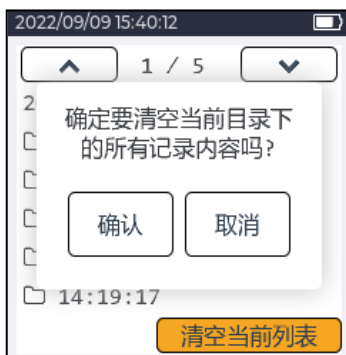 2022/09/09 15:40:12
1 / 5
2
确定要清空当前目录下
的所有记录内容吗?
确认
取消
14:19:17
清空当前列表